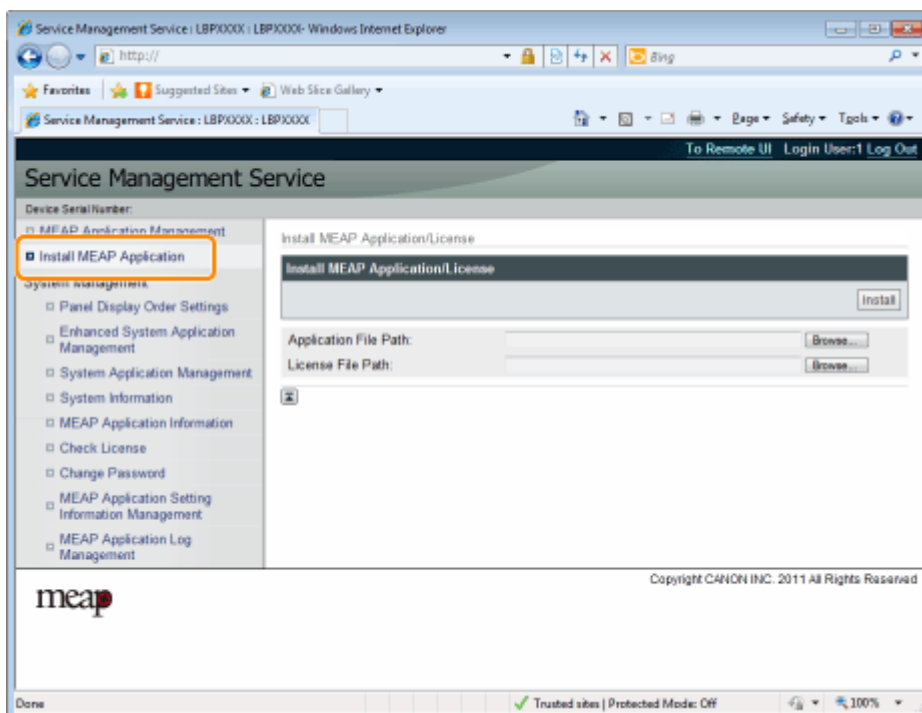 Service Management Service : LBPXXXX : LBPXXXX- Windows Internet Explorer
http://
Bing
Favorites Suggested Sites Web Slice Gallery
Service Management Service : LBPXXXX : LBPXXXX
Page Safety Tools
To Remote UI Login User:1 Log Out
Service Management Service
Device Serial Number:
MEAP Application Management
Install MEAP Application
System Management
Panel Display Order Settings
Enhanced System Application
Management
System Application Management
System Information
MEAP Application Information
Check License
Change Password
MEAP Application Setting
Information Management
MEAP Application Log
Management
Install MEAP Application/License
Install MEAP Application/License
Install
Application File Path: Browse...
License File Path: Browse...
Copyright CANON INC. 2011 All Rights Reserved
meap
Done Trusted sites | Protected Mode: Off 100%